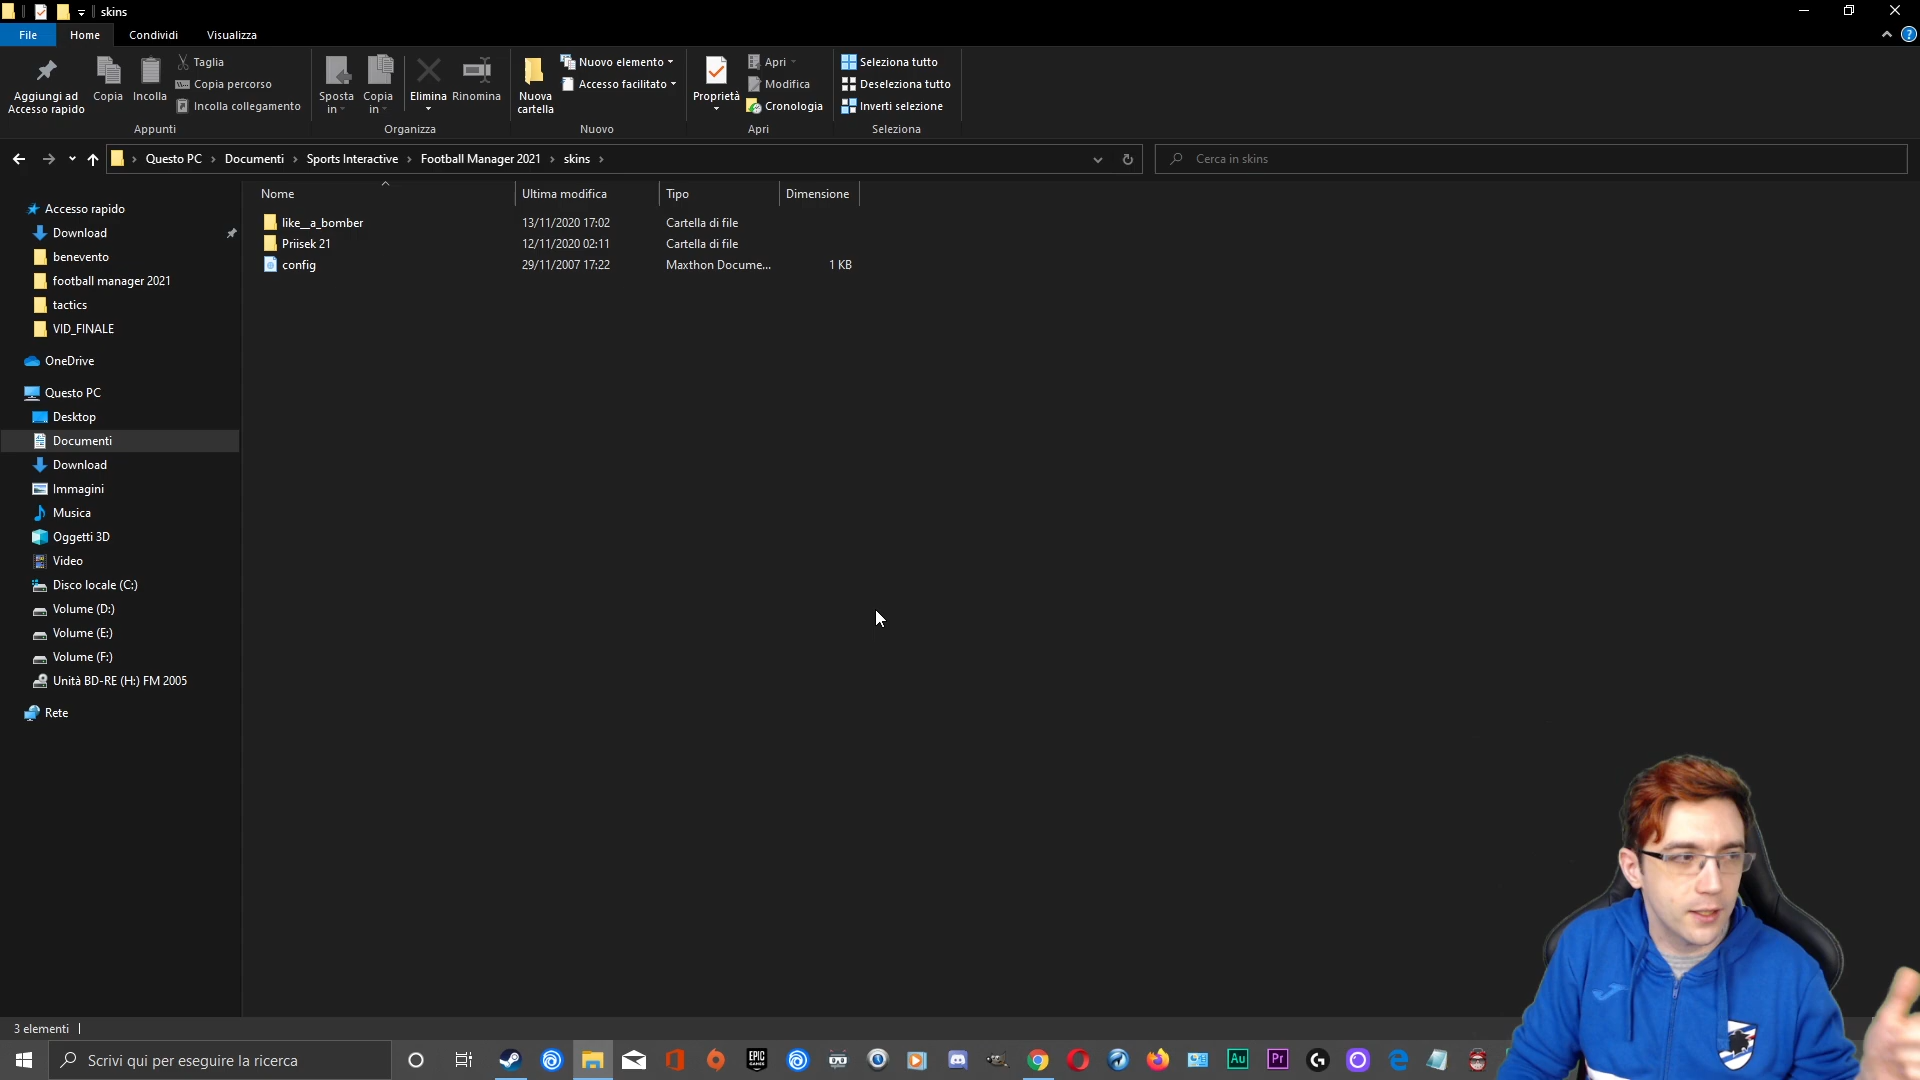 skins
File
Home
Condividi
Visualizza
Aggiungi ad
Accesso rapido
Copia
Incolla
Taglia
Copia percorso
Incolla collegamento
Appunti
Sposta
in
Copia
in
Elimina
Rinomina
Organizza
Nuova
cartella
Nuovo elemento
Accesso facilitato
Nuovo
Proprietà
Apri
Modifica
Cronologia
Apri
Seleziona tutto
Deseleziona tutto
Inverti selezione
Seleziona
Questo PC > Documenti > Sports Interactive > Football Manager 2021 > skins >
Cerca in skins
Nome Ultima modifica Tipo Dimensione
like__a_bomber 13/11/2020 17:02 Cartella di file
Priisek 21 12/11/2020 02:11 Cartella di file
config 29/11/2007 17:22 Maxthon Docume... 1 KB
Accesso rapido
Download
benevento
football manager 2021
tactics
VID_FINALE
OneDrive
Questo PC
Desktop
Documenti
Download
Immagini
Musica
Oggetti 3D
Video
Disco locale (C:)
Volume (D:)
Volume (E:)
Volume (F:)
Unità BD-RE (H:) FM 2005
Rete
3 elementi
Scrivi qui per eseguire la ricerca
EPIC
GAMES
Au
Pr